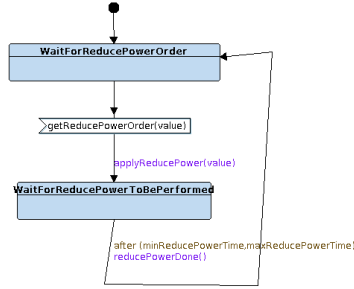 WaitForReducePowerOrder
getReducePowerOrder(value)
applyReducePower(value)
WaitForReducePowerToBePerformed
after (minReducePowerTime,maxReducePowerTime)
reducePowerDone()